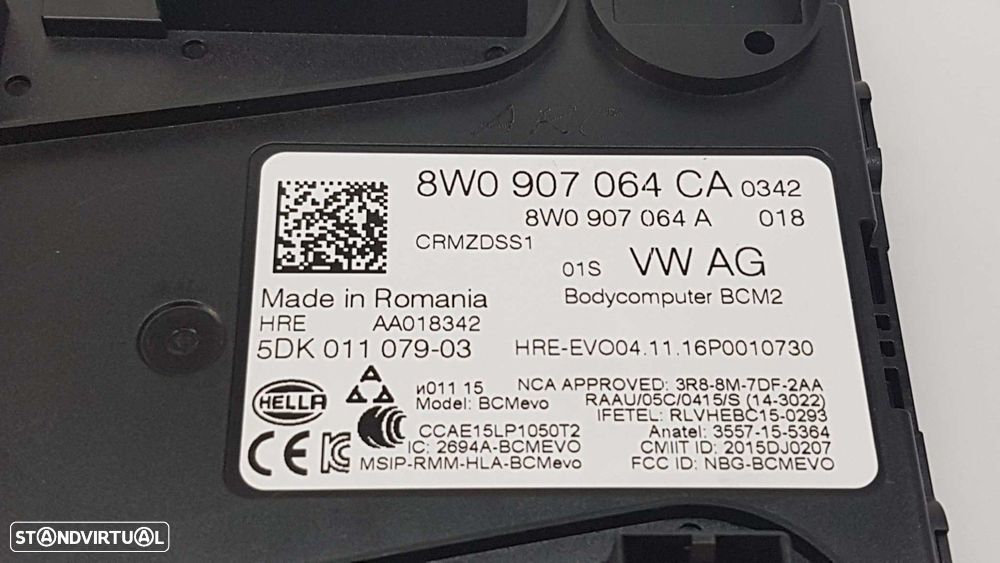 8W0 907 064 CA 0342
8W0 907 064 A 018
CRMZDSS1
01S VW AG
Bodycomputer BCM2
Made in Romania
HRE AA018342
5DK 011 079-03
HRE-EVO04.11.16P0010730
HELLA
A
и011 15
Model: BCMevo
NCA APPROVED: 3R8-8M-7DF-2AA
RAAU/05C/0415/S (14-3022)
IFETEL: RLVHEBC15-0293
CCAE15LP1050T2
Anatel: 3557-15-5364
IC: 2694A-BCMEVO
CMIIT ID: 2015DJ0207
CE
MSIP-RMM-HLA-BCMevo
FCC ID: NBG-BCMEVO
STANDVIRTUAL